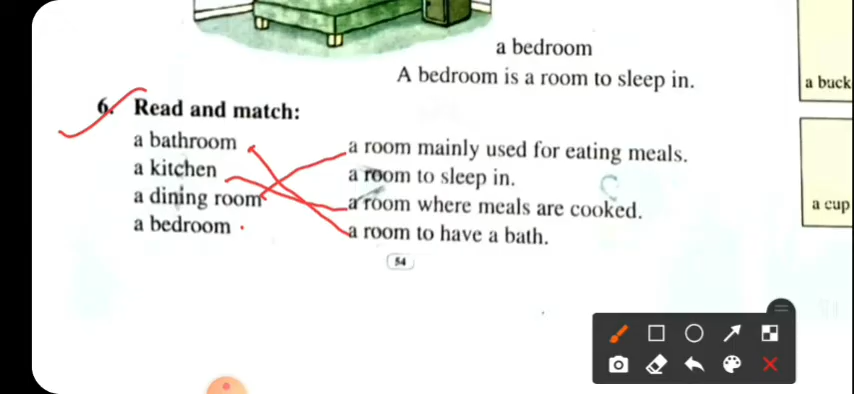 a bedroom
A bedroom is a room to sleep in.
a buck
6. Read and match:
a bathroom
a room mainly used for eating meals.
a kitchen
a room to sleep in.
a dining room
a room where meals are cooked.
a cup
a bedroom
a room to have a bath.
54